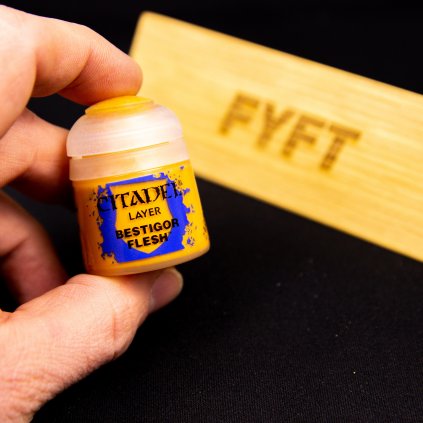 CITADEL
LAYER
BESTIGOR
FLESH
FYFT